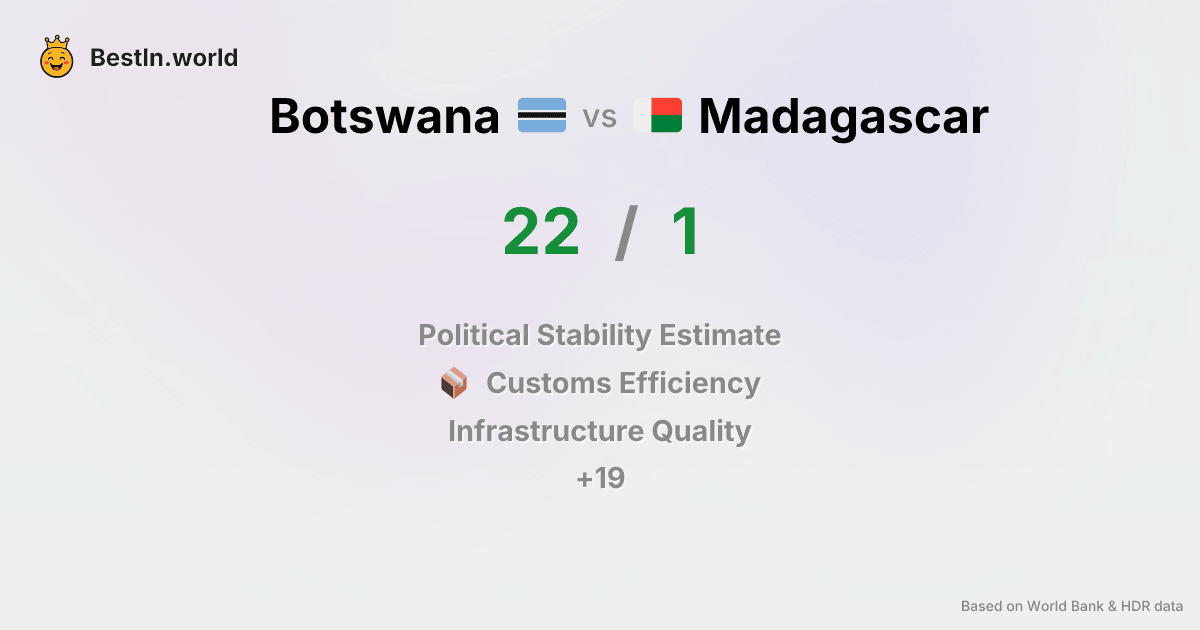 BestIn.world
Botswana vs Madagascar
22 / 1
Political Stability Estimate
Customs Efficiency
Infrastructure Quality
+19
Based on World Bank & HDR data